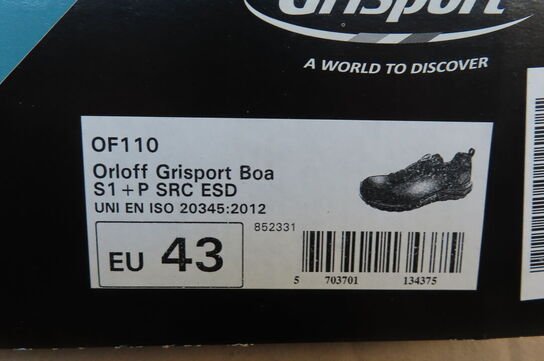 Grisport
A WORLD TO DISCOVER
OF110
Orloff Grisport Boa
S1+P SRC ESD
UNI EN ISO 20345:2012
852331
EU 43
5 703701 134375